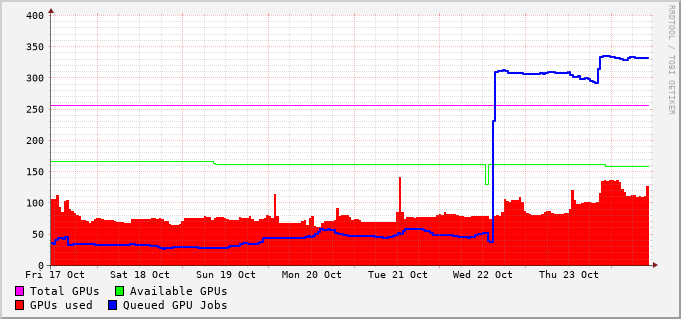 400
350
300
250
200
150
100
50
0
Fri 17 Oct Sat 18 Oct Sun 19 Oct Mon 20 Oct Tue 21 Oct Wed 22 Oct Thu 23 Oct
Total GPUs Available GPUs
GPUs used Queued GPU Jobs
RRDTOOL / TOBI OETIKER